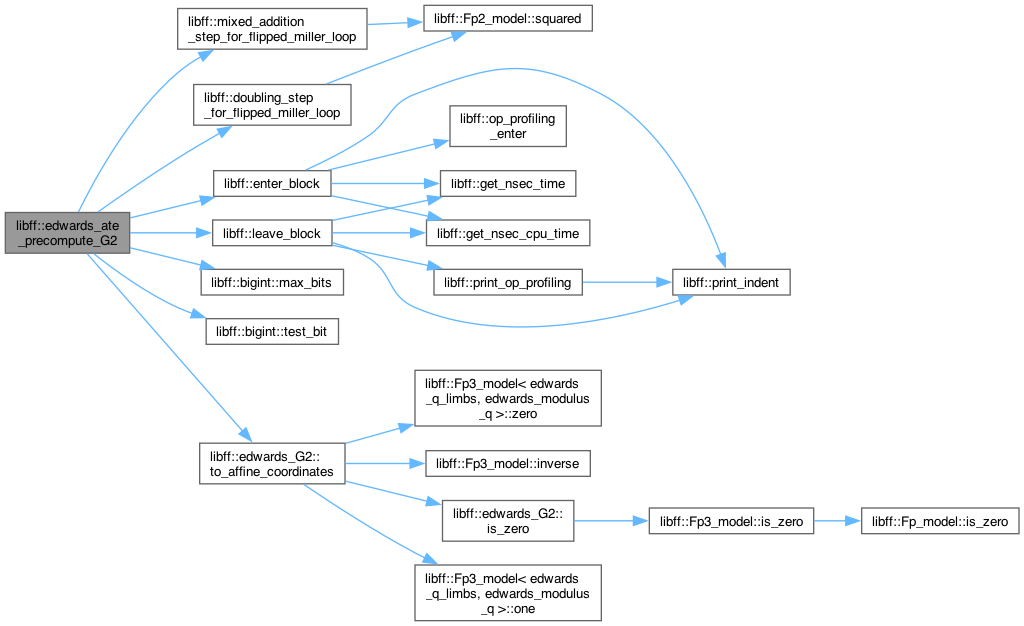 libff::edwards_ate
_precompute_G2
libff::mixed_addition
_step_for_flipped_miller_loop
libff::doubling_step
_for_flipped_miller_loop
libff::enter_block
libff::leave_block
libff::bigint::max_bits
libff::bigint::test_bit
libff::edwards_G2::
to_affine_coordinates
libff::Fp2_model::squared
libff::op_profiling
_enter
libff::get_nsec_time
libff::get_nsec_cpu_time
libff::print_op_profiling
libff::print_indent
libff::Fp3_model< edwards
_q_limbs, edwards_modulus
_q >::zero
libff::Fp3_model::inverse
libff::edwards_G2::
is_zero
libff::Fp3_model::is_zero
libff::Fp_model::is_zero
libff::Fp3_model< edwards
_q_limbs, edwards_modulus
_q >::one